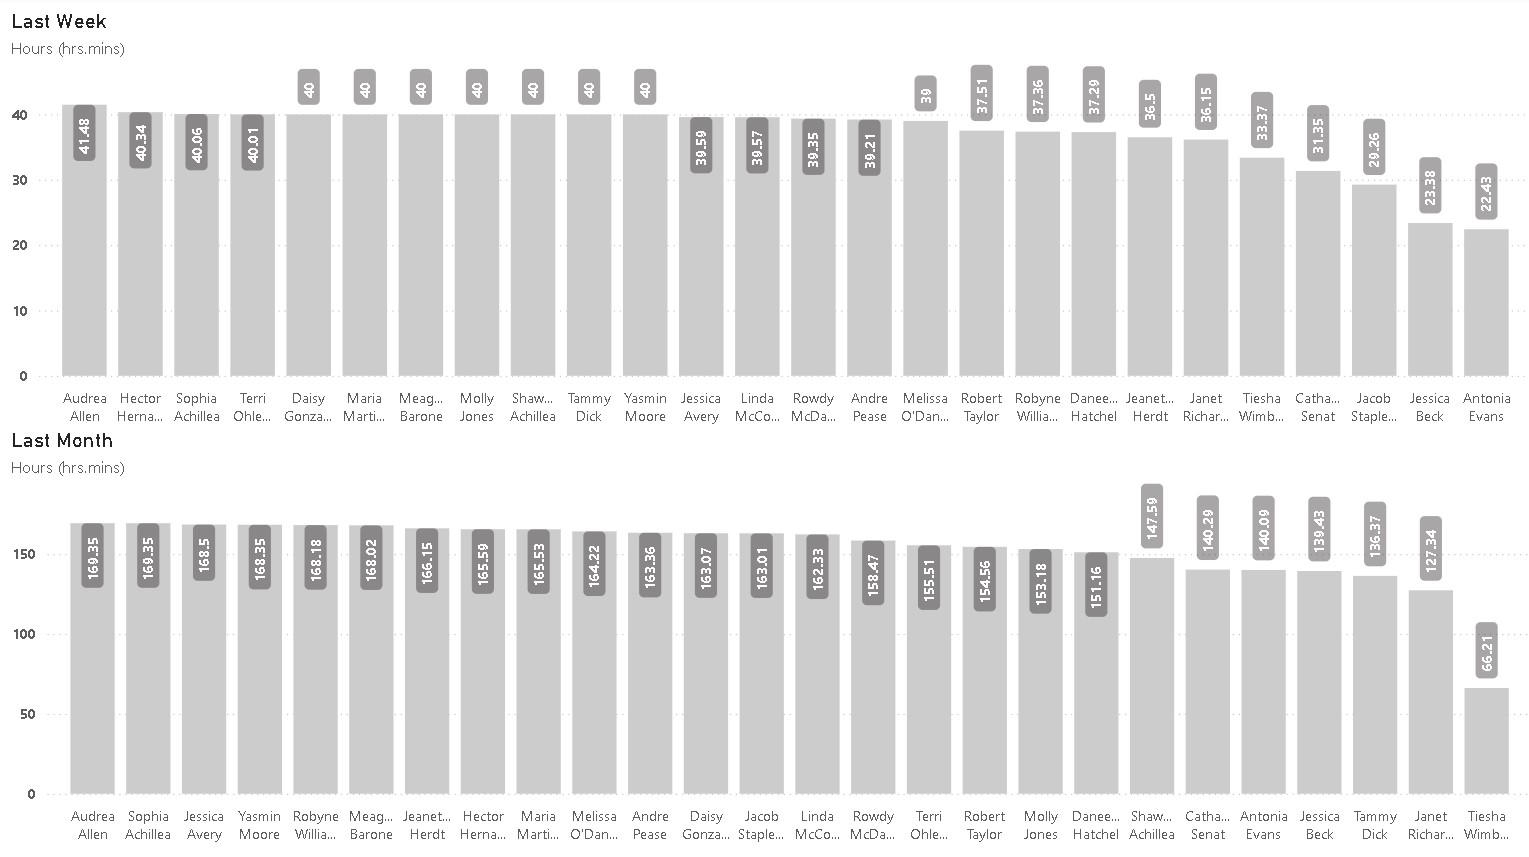 Last Week
Hours (hrs.mins)
40
30
20
10
0
41.48
40.34
40.06
40.01
40
40
40
40
40
40
40
39.59
39.57
39.35
39.21
39
37.51
37.36
37.29
36.5
36.15
33.37
31.35
29.26
23.38
22.43
Audrea
Allen
Hector
Herna...
Sophia
Achillea
Terri
Ohle...
Daisy
Gonza...
Maria
Marti...
Meag...
Barone
Molly
Jones
Shaw...
Achillea
Tammy
Dick
Yasmin
Moore
Jessica
Avery
Linda
McCo...
Rowdy
McDa...
Andre
Pease
Melissa
O'Dan...
Robert
Taylor
Robyne
Willia...
Danee...
Hatchel
Jeanet...
Herdt
Janet
Richar...
Tiesha
Wimb...
Catha...
Senat
Jacob
Staple...
Jessica
Beck
Antonia
Evans
Last Month
Hours (hrs.mins)
150
100
50
0
169.35
169.35
168.5
168.35
168.18
168.02
166.15
165.59
165.53
164.22
163.36
163.07
163.01
162.33
158.47
155.51
154.56
153.18
151.16
147.59
140.29
140.09
139.43
136.37
127.34
66.21
Audrea
Allen
Sophia
Achillea
Jessica
Avery
Yasmin
Moore
Robyne
Willia...
Meag...
Barone
Jeanet...
Herdt
Hector
Herna...
Maria
Marti...
Melissa
O'Dan...
Andre
Pease
Daisy
Gonza...
Jacob
Staple...
Linda
McCo...
Rowdy
McDa...
Terri
Ohle...
Robert
Taylor
Molly
Jones
Danee...
Hatchel
Shaw...
Achillea
Catha...
Senat
Antonia
Evans
Jessica
Beck
Tammy
Dick
Janet
Richar...
Tiesha
Wimb...